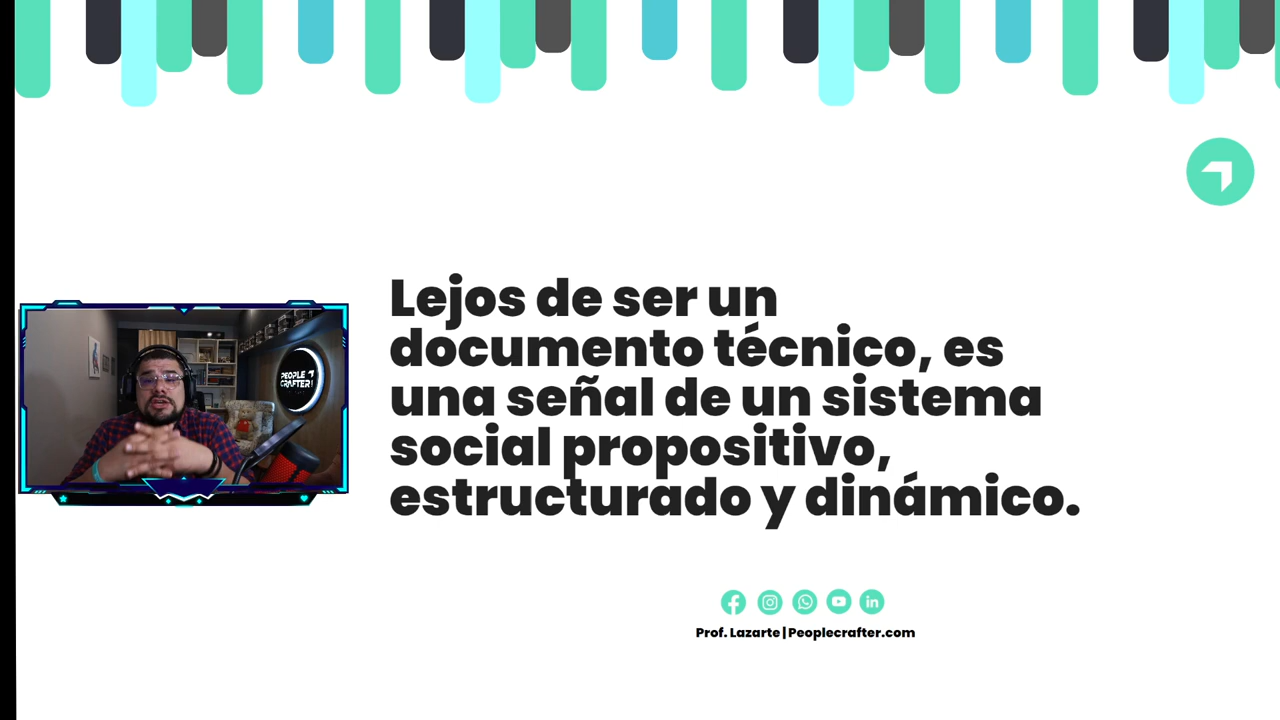 PEOPLE
CRAFTER!
Lejos de ser un
documento técnico, es
una señal de un sistema
social propositivo,
estructurado y dinámico.
Prof. Lazarte|Peoplecrafter.com